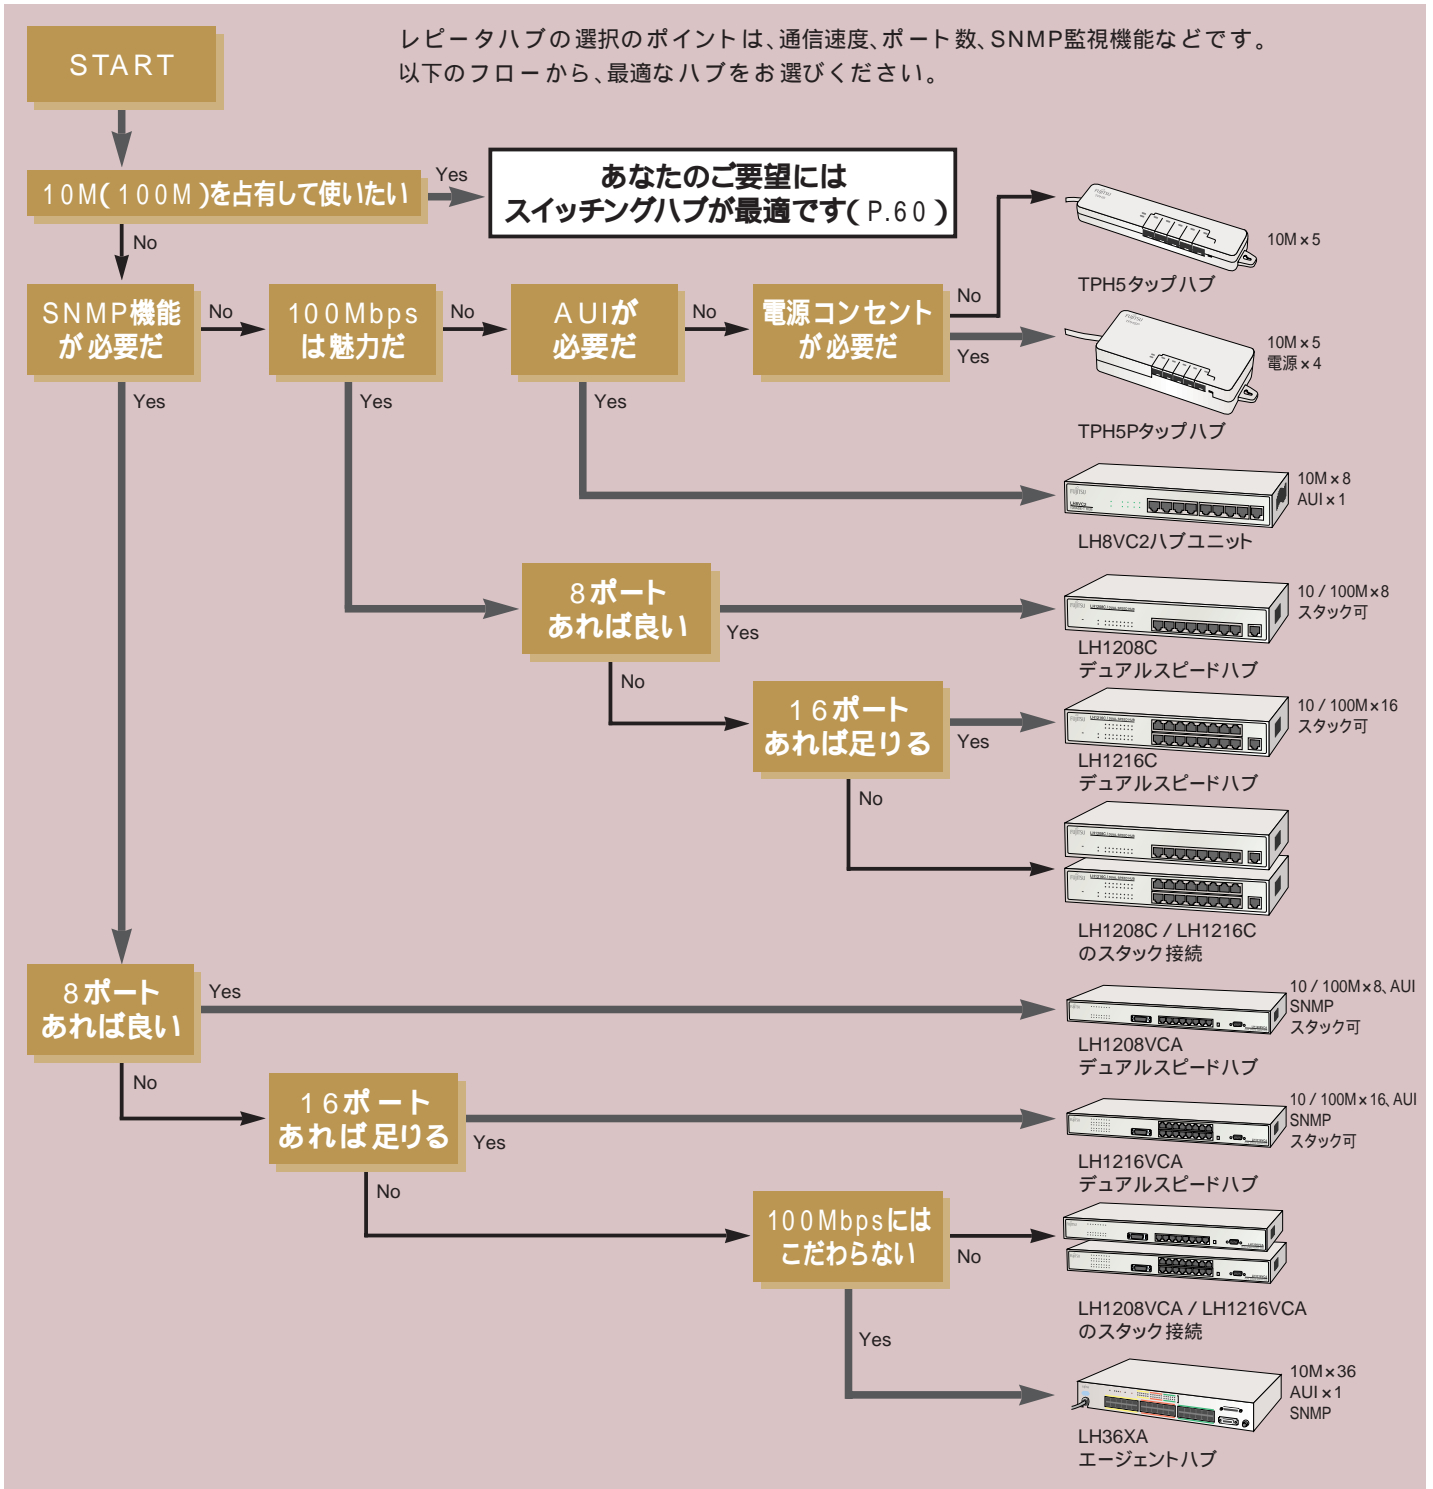 レピータハブの選択のポイントは、通信速度、ポート数、SNMP監視機能などです。
以下のフローから、最適なハブをお選びください。
START
10M(100M)を占有して使いたい
Yes
あなたのご要望には
スイッチングハブが最適です(P.60)
No
SNMP機能
が必要だ
No
100Mbps
は魅力だ
No
AUIが
必要だ
No
電源コンセント
が必要だ
No
Yes
10M×5
TPH5タップハブ
10M×5
電源×4
TPH5Pタップハブ
Yes
Yes
Yes
10M×8
AUI×1
LH8VC2ハブユニット
8ポート
あれば良い
Yes
10/100M×8
スタック可
LH1208C
デュアルスピードハブ
No
16ポート
あれば足りる
Yes
10/100M×16
スタック可
LH1216C
デュアルスピードハブ
No
LH1208C/LH1216C
のスタック接続
8ポート
あれば良い
Yes
10/100M×8、AUI
SNMP
スタック可
LH1208VCA
デュアルスピードハブ
No
16ポート
あれば足りる
Yes
10/100M×16、AUI
SNMP
スタック可
LH1216VCA
デュアルスピードハブ
No
100Mbpsには
こだわらない
No
LH1208VCA/LH1216VCA
のスタック接続
Yes
10M×36
AUI×1
SNMP
LH36XA
エージェントハブ